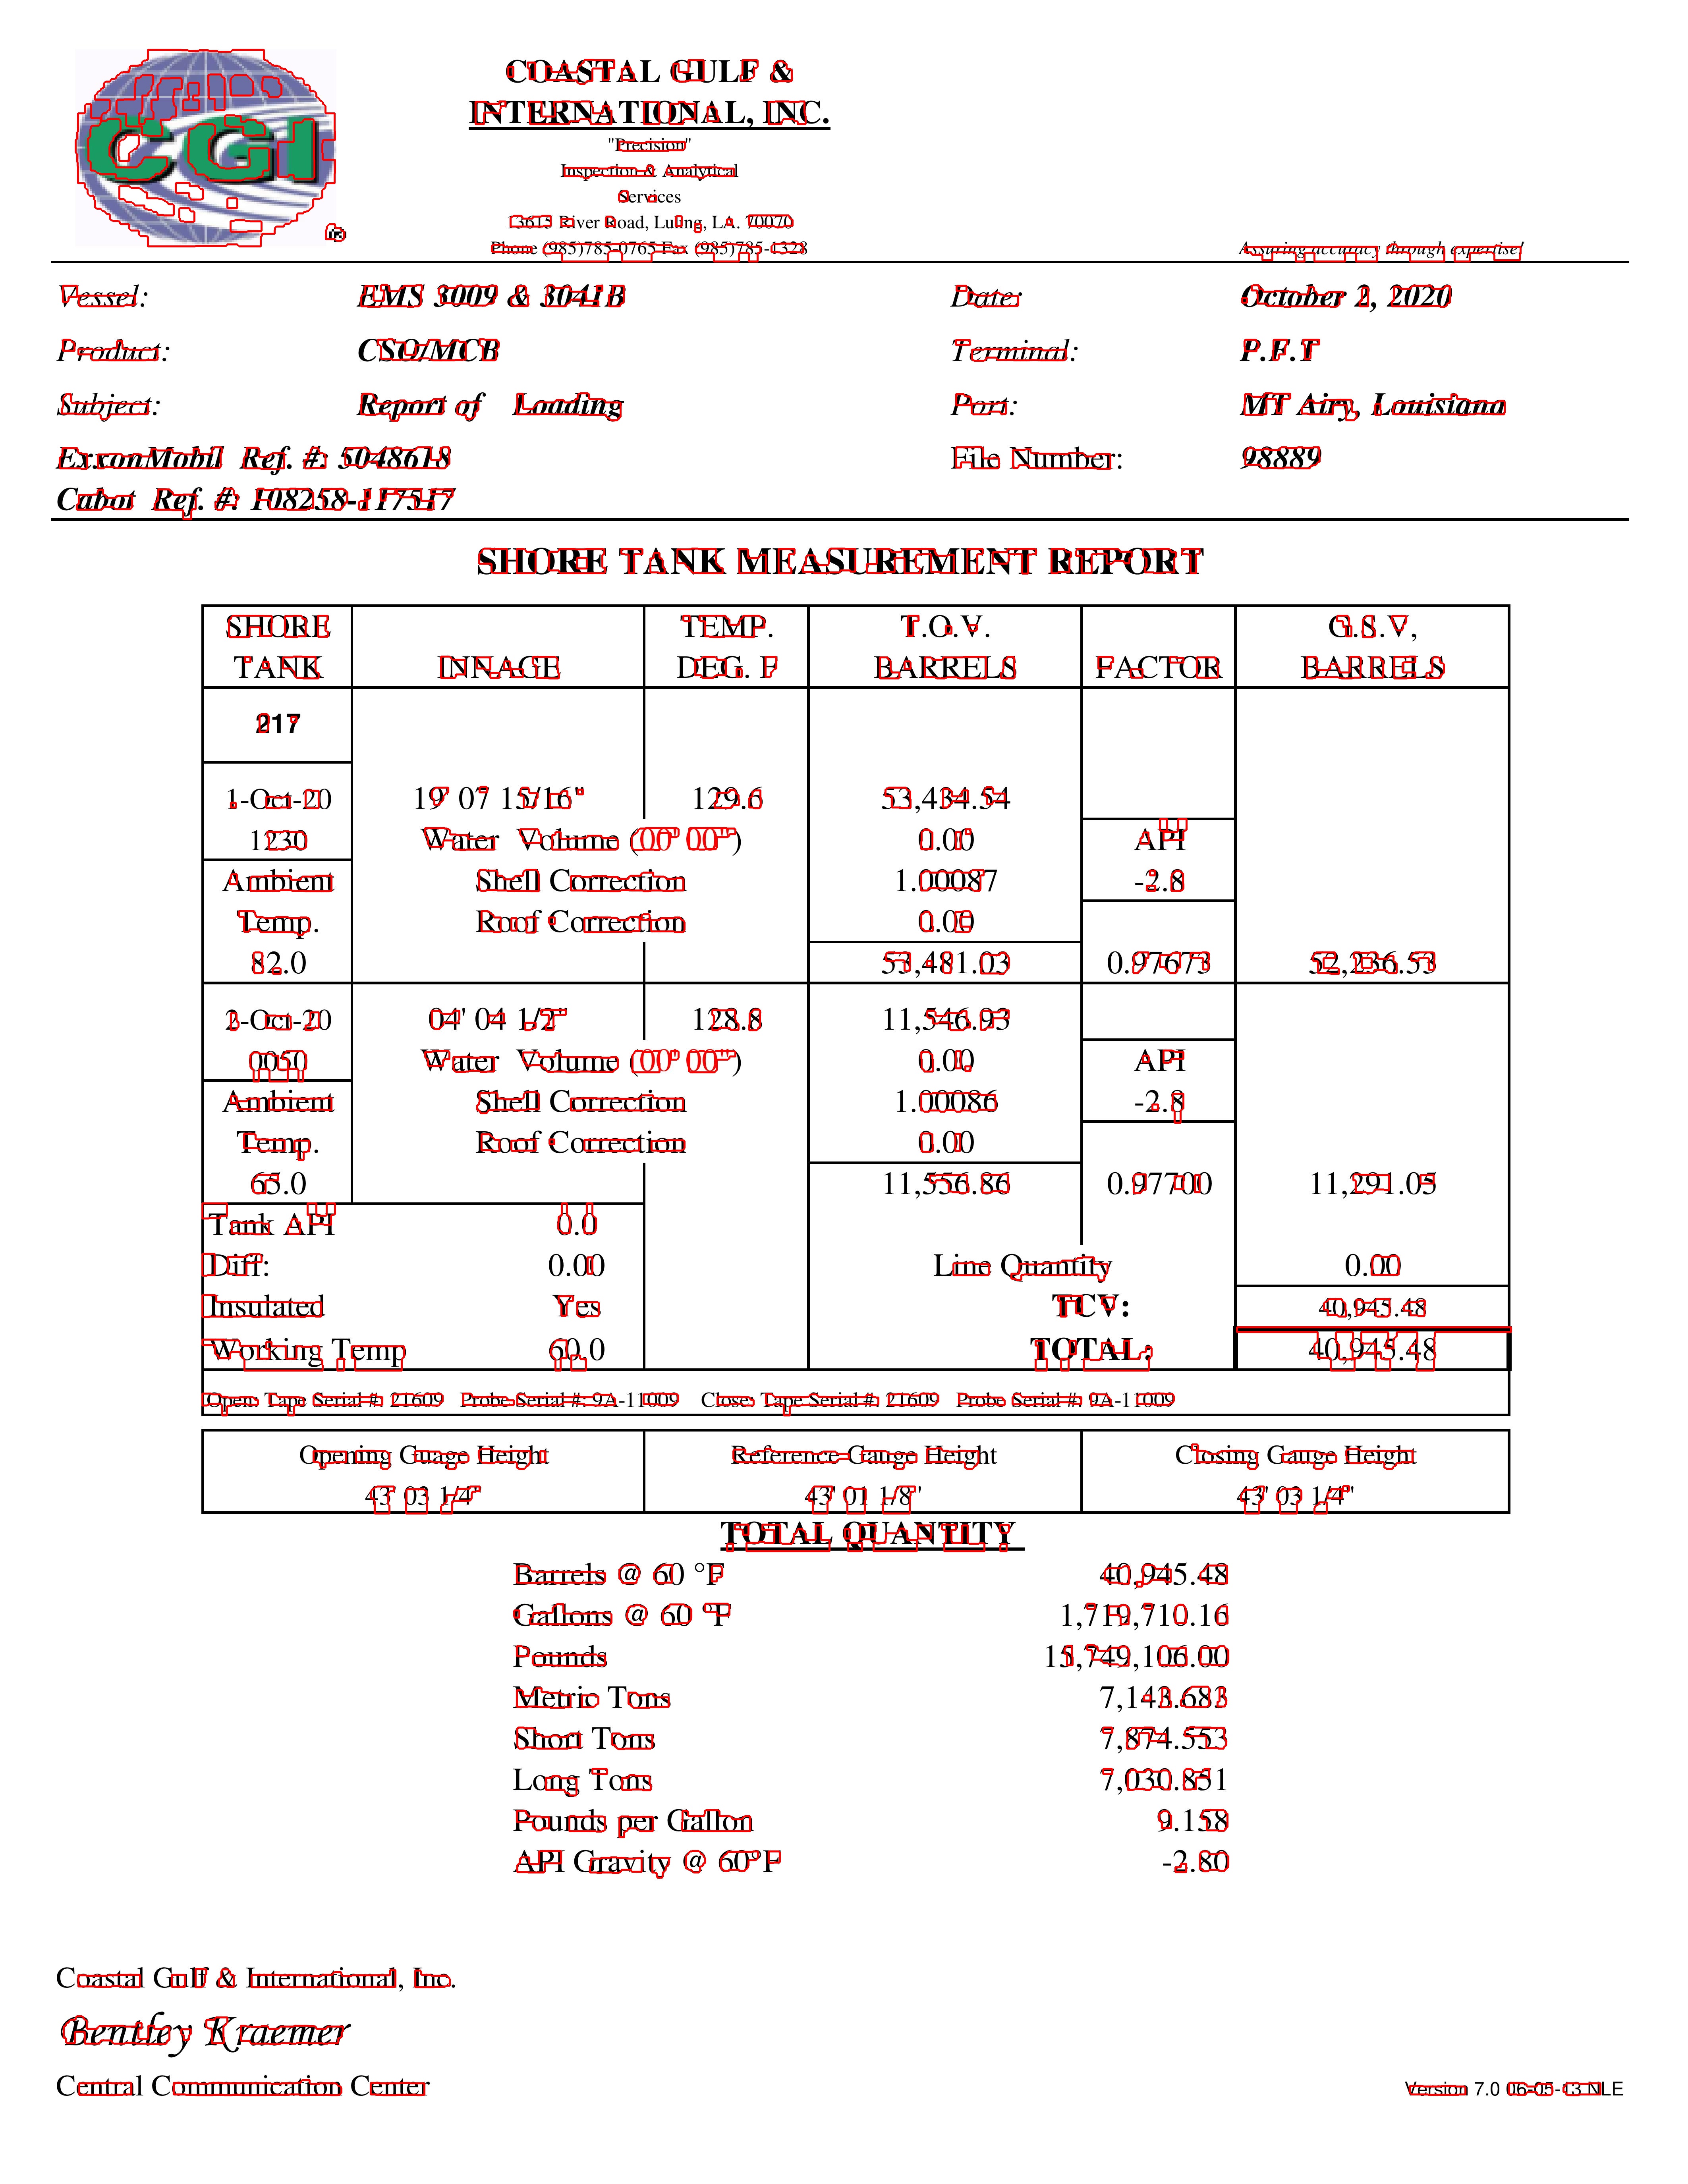 CGI
COASTAL GULF &
INTERNATIONAL, INC.
"Precision"
Inspection & Analytical
Services
13615 River Road, Luling, LA. 70070
Phone (985)785-0765 Fax (985)785-1328
Assuring accuracy through expertise!
Vessel: EMS 3009 & 3041B Date: October 2, 2020
Product: CSO/MCB Terminal: P.F.T
Subject: Report of Loading Port: MT Airy, Louisiana
ExxonMobil Ref. #: 5048618 File Number: 98889
Cabot Ref. #: 108258-117517
SHORE TANK MEASUREMENT REPORT
SHORE TEMP. T.O.V. G.S.V,
TANK INNAGE DEG. F BARRELS FACTOR BARRELS
217
1-Oct-20 19' 07 15/16" 129.6 53,434.54
1230 Water Volume (00' 00") 0.00 API
Ambient Shell Correction 1.00087 -2.8
Temp. Roof Correction 0.00
82.0 53,481.03 0.97673 52,236.53
2-Oct-20 04' 04 1/2" 128.8 11,546.93
0050 Water Volume (00' 00") 0.00 API
Ambient Shell Correction 1.00086 -2.8
Temp. Roof Correction 0.00
65.0 11,556.86 0.97700 11,291.05
Tank API 0.0
Diff: 0.00 Line Quantity 0.00
Insulated Yes TCV: 40,945.48
Working Temp 60.0 TOTAL: 40,945.48
Open: Tape Serial #: 21609 Probe Serial #: 9A-11009 Close: Tape Serial #: 21609 Probe Serial #: 9A-11009
Opening Guage Height Reference Gauge Height Closing Gauge Height
43' 03 1/4" 43' 01 1/8" 43' 03 1/4"
TOTAL QUANTITY
Barrels @ 60 °F 40,945.48
Gallons @ 60 °F 1,719,710.16
Pounds 15,749,106.00
Metric Tons 7,143.683
Short Tons 7,874.553
Long Tons 7,030.851
Pounds per Gallon 9.158
API Gravity @ 60°F -2.80
Coastal Gulf & International, Inc.
Bentley Kraemer
Central Communication Center
Version 7.0 06-05-13 NLE